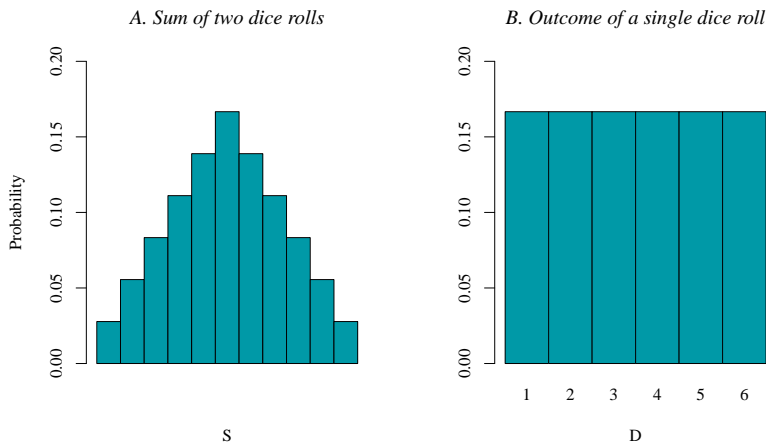 A. Sum of two dice rolls
Probability
0.20
0.15
0.10
0.05
0.00
S
B. Outcome of a single dice roll
0.20
0.15
0.10
0.05
0.00
1 2 3 4 5 6
D